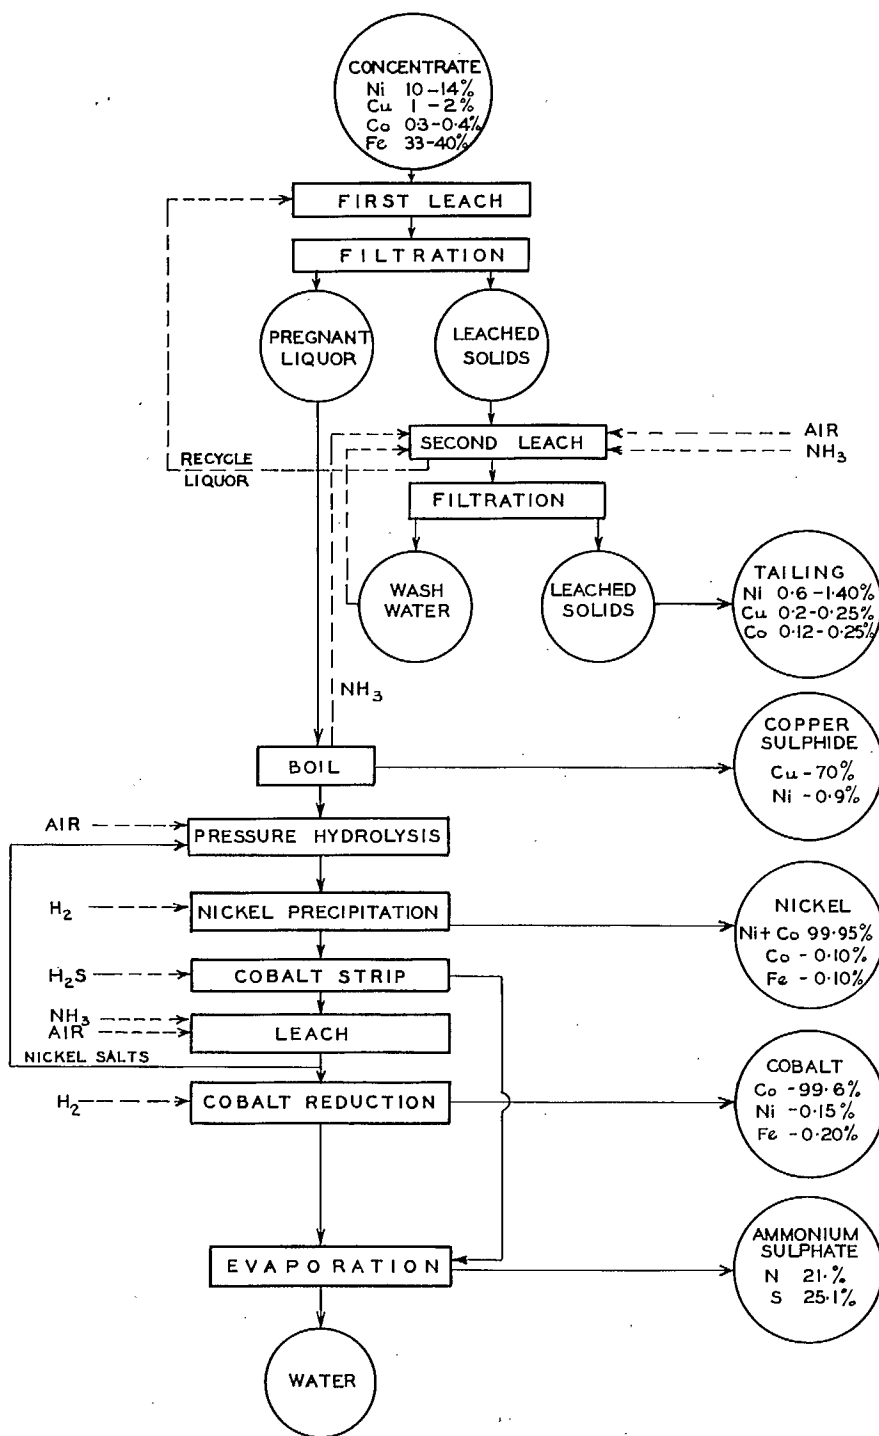 CONCENTRATE
Ni 10-14%
Cu 1 -2%
Co 0·3-0·4%
Fe 33-40%
FIRST LEACH
FILTRATION
PREGNANT
LIQUOR
LEACHED
SOLIDS
SECOND LEACH
AIR
NH3
RECYCLE
LIQUOR
FILTRATION
WASH
WATER
LEACHED
SOLIDS
TAILING
Ni 0·6-1·40%
Cu 0·2-0·25%
Co 0·12-0·25%
NH3
BOIL
COPPER
SULPHIDE
Cu -70%
Ni -0·9%
AIR
PRESSURE HYDROLYSIS
H2
NICKEL PRECIPITATION
NICKEL
Ni+Co 99·95%
Co -0·10%
Fe -0·10%
H2S
COBALT STRIP
NH3
AIR
LEACH
NICKEL SALTS
H2
COBALT REDUCTION
COBALT
Co -99·6%
Ni -0·15%
Fe -0·20%
EVAPORATION
AMMONIUM
SULPHATE
N 21·%
S 25·1%
WATER